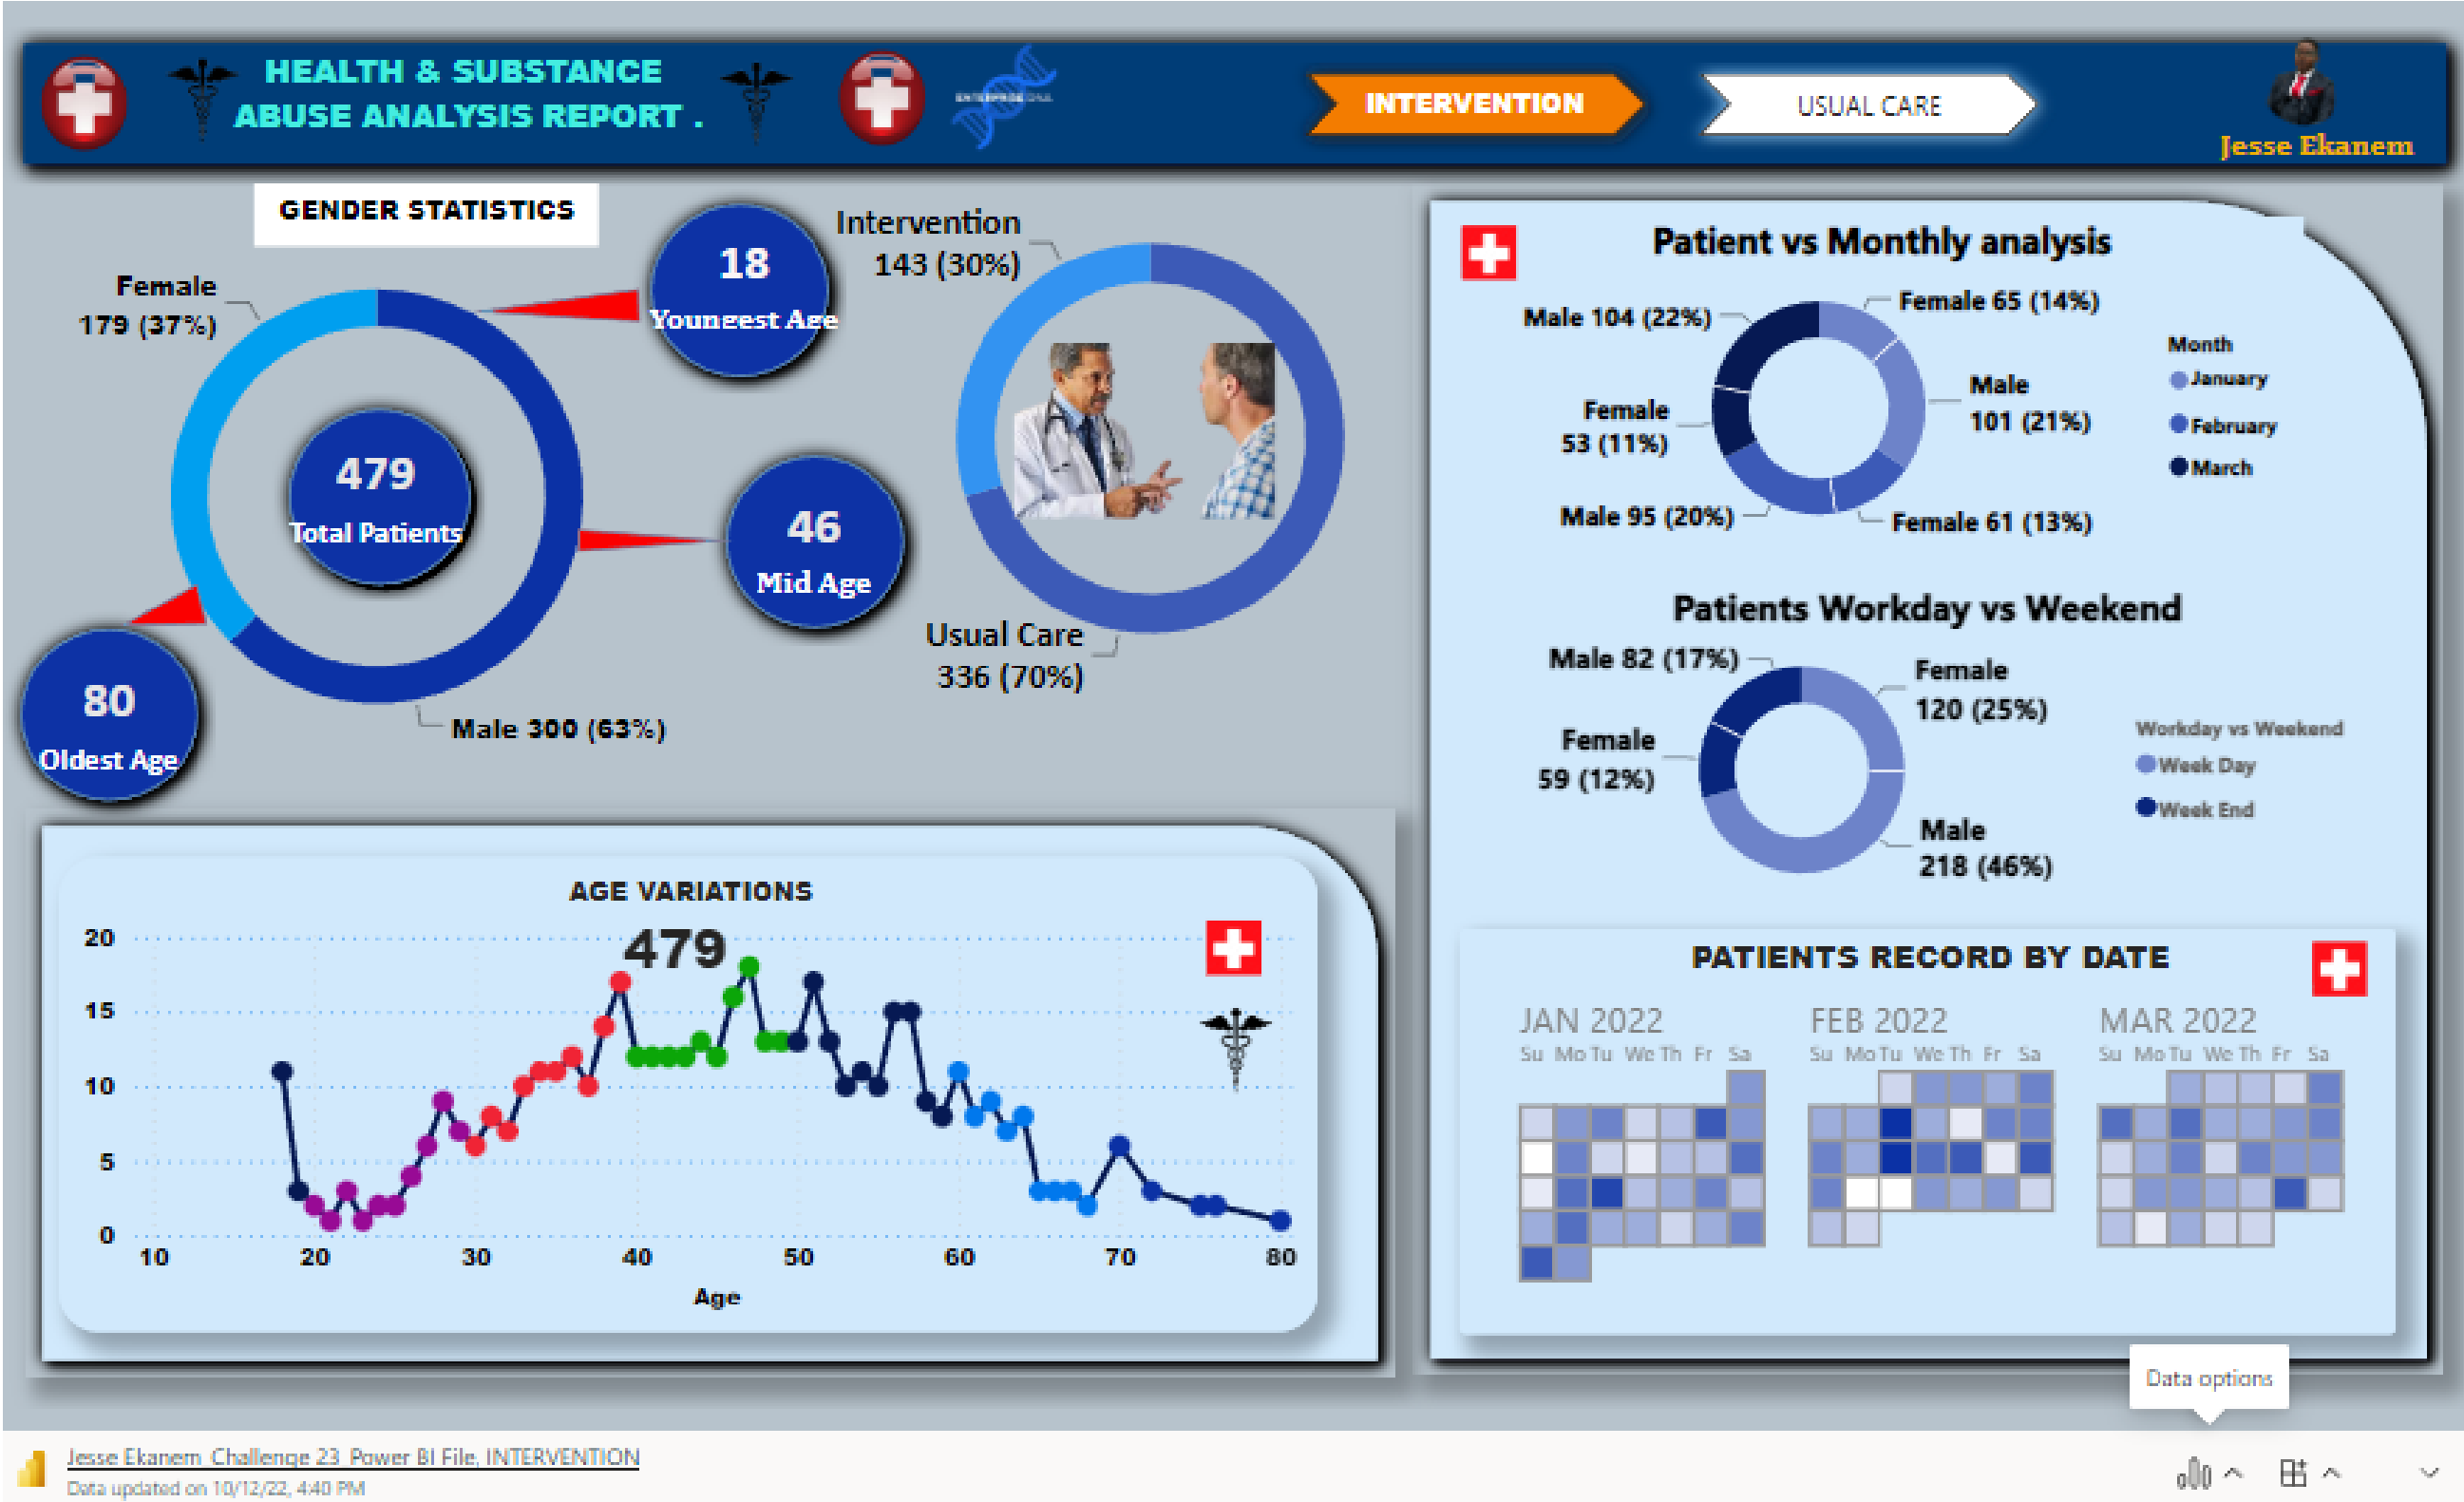 HEALTH & SUBSTANCE
ABUSE ANALYSIS REPORT .
ENTERPRISE DNA
INTERVENTION
USUAL CARE
Jesse Ekanem
GENDER STATISTICS
Female
179 (37%)
18
Youngest Age
479
Total Patients
46
Mid Age
80
Oldest Age
Male 300 (63%)
Intervention
143 (30%)
Usual Care
336 (70%)
AGE VARIATIONS
479
20
15
10
5
0
10 20 30 40 50 60 70 80
Age
Patient vs Monthly analysis
Male 104 (22%)
Female 65 (14%)
Male
101 (21%)
Female
53 (11%)
Male 95 (20%)
Female 61 (13%)
Month
January
February
March
Patients Workday vs Weekend
Male 82 (17%)
Female
120 (25%)
Female
59 (12%)
Male
218 (46%)
Workday vs Weekend
Week Day
Week End
PATIENTS RECORD BY DATE
JAN 2022 FEB 2022 MAR 2022
Su Mo Tu We Th Fr Sa Su Mo Tu We Th Fr Sa Su Mo Tu We Th Fr Sa
Data options
Jesse Ekanem_Challenge 23_Power BI File, INTERVENTION
Data updated on 10/12/22, 4:40 PM